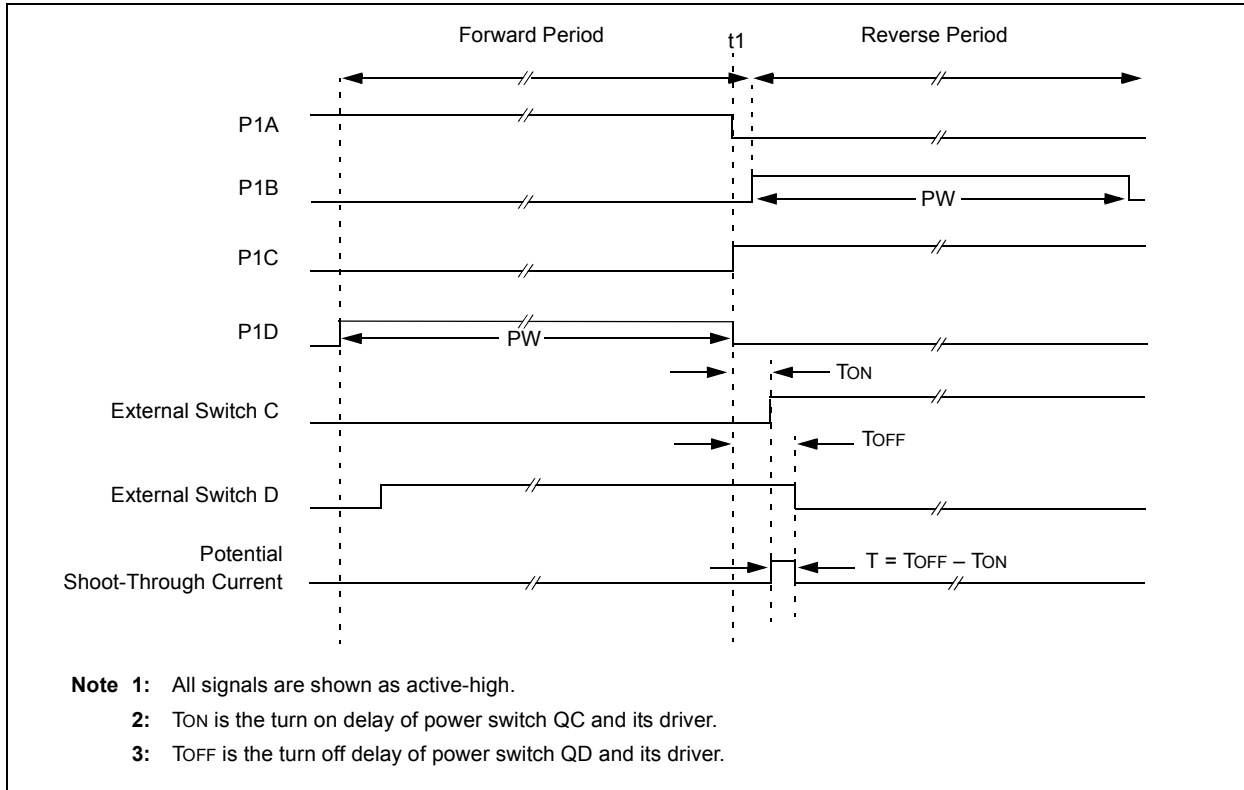 Forward Period
t1
Reverse Period
P1A
P1B
PW
P1C
P1D
PW
TON
External Switch C
TOFF
External Switch D
Potential
Shoot-Through Current
T = TOFF – TON
Note 1: All signals are shown as active-high.
2: TON is the turn on delay of power switch QC and its driver.
3: TOFF is the turn off delay of power switch QD and its driver.